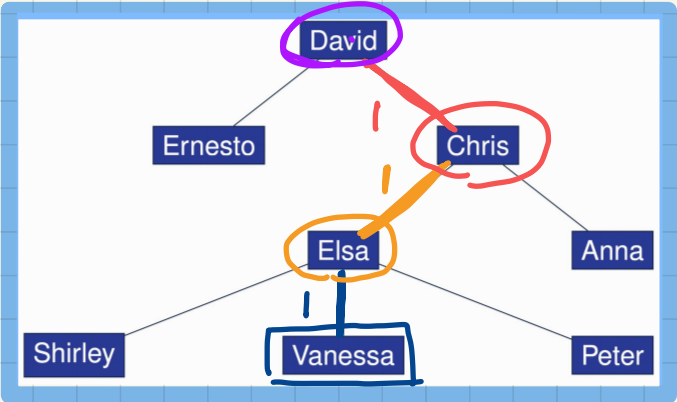 David
Ernesto
Chris
|
|
Elsa
Anna
|
Shirley
Vanessa
Peter